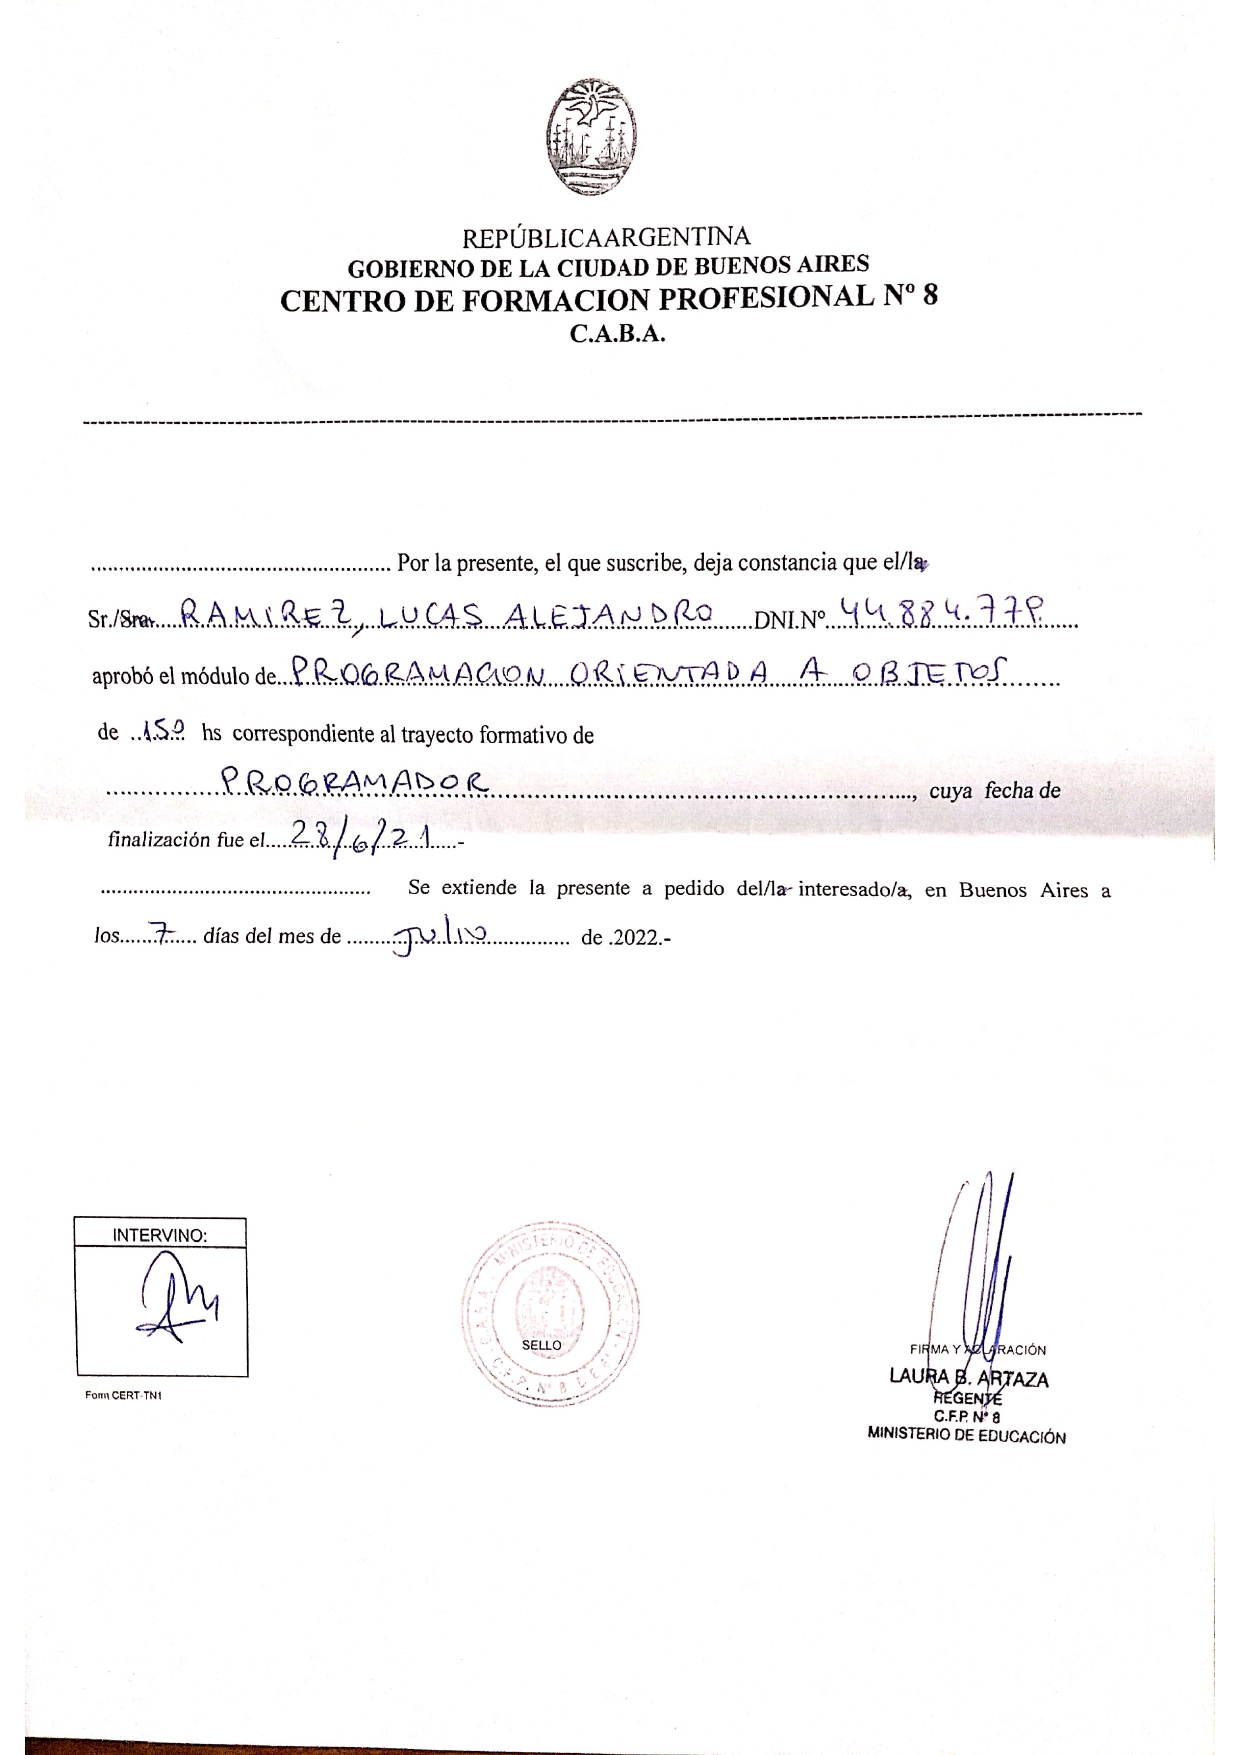 REPÚBLICA ARGENTINA
GOBIERNO DE LA CIUDAD DE BUENOS AIRES
CENTRO DE FORMACION PROFESIONAL Nº 8
C.A.B.A.
Por la presente, el que suscribe, deja constancia que el/la
Sr./Sra. RAMIREZ, LUCAS ALEJANDRO DNI.Nº
aprobó el módulo de PROGRAMACION ORIENTADA A OBJETOS
de 150 hs correspondiente al trayecto formativo de
PROGRAMADOR, cuya fecha de
finalización fue el 28/6/21.-
Se extiende la presente a pedido del/la interesado/a, en Buenos Aires a
los 7 días del mes de Julio de .2022.-
INTERVINO:
Form CERT-TN1
MINISTERIO DE EDUCACION
C.A.B.A.
C.F.P. Nº 8
SELLO
FIRMA Y ACLARACIÓN
LAURA B. ARTAZA
REGENTE
C.F.P. Nº 8
MINISTERIO DE EDUCACIÓN